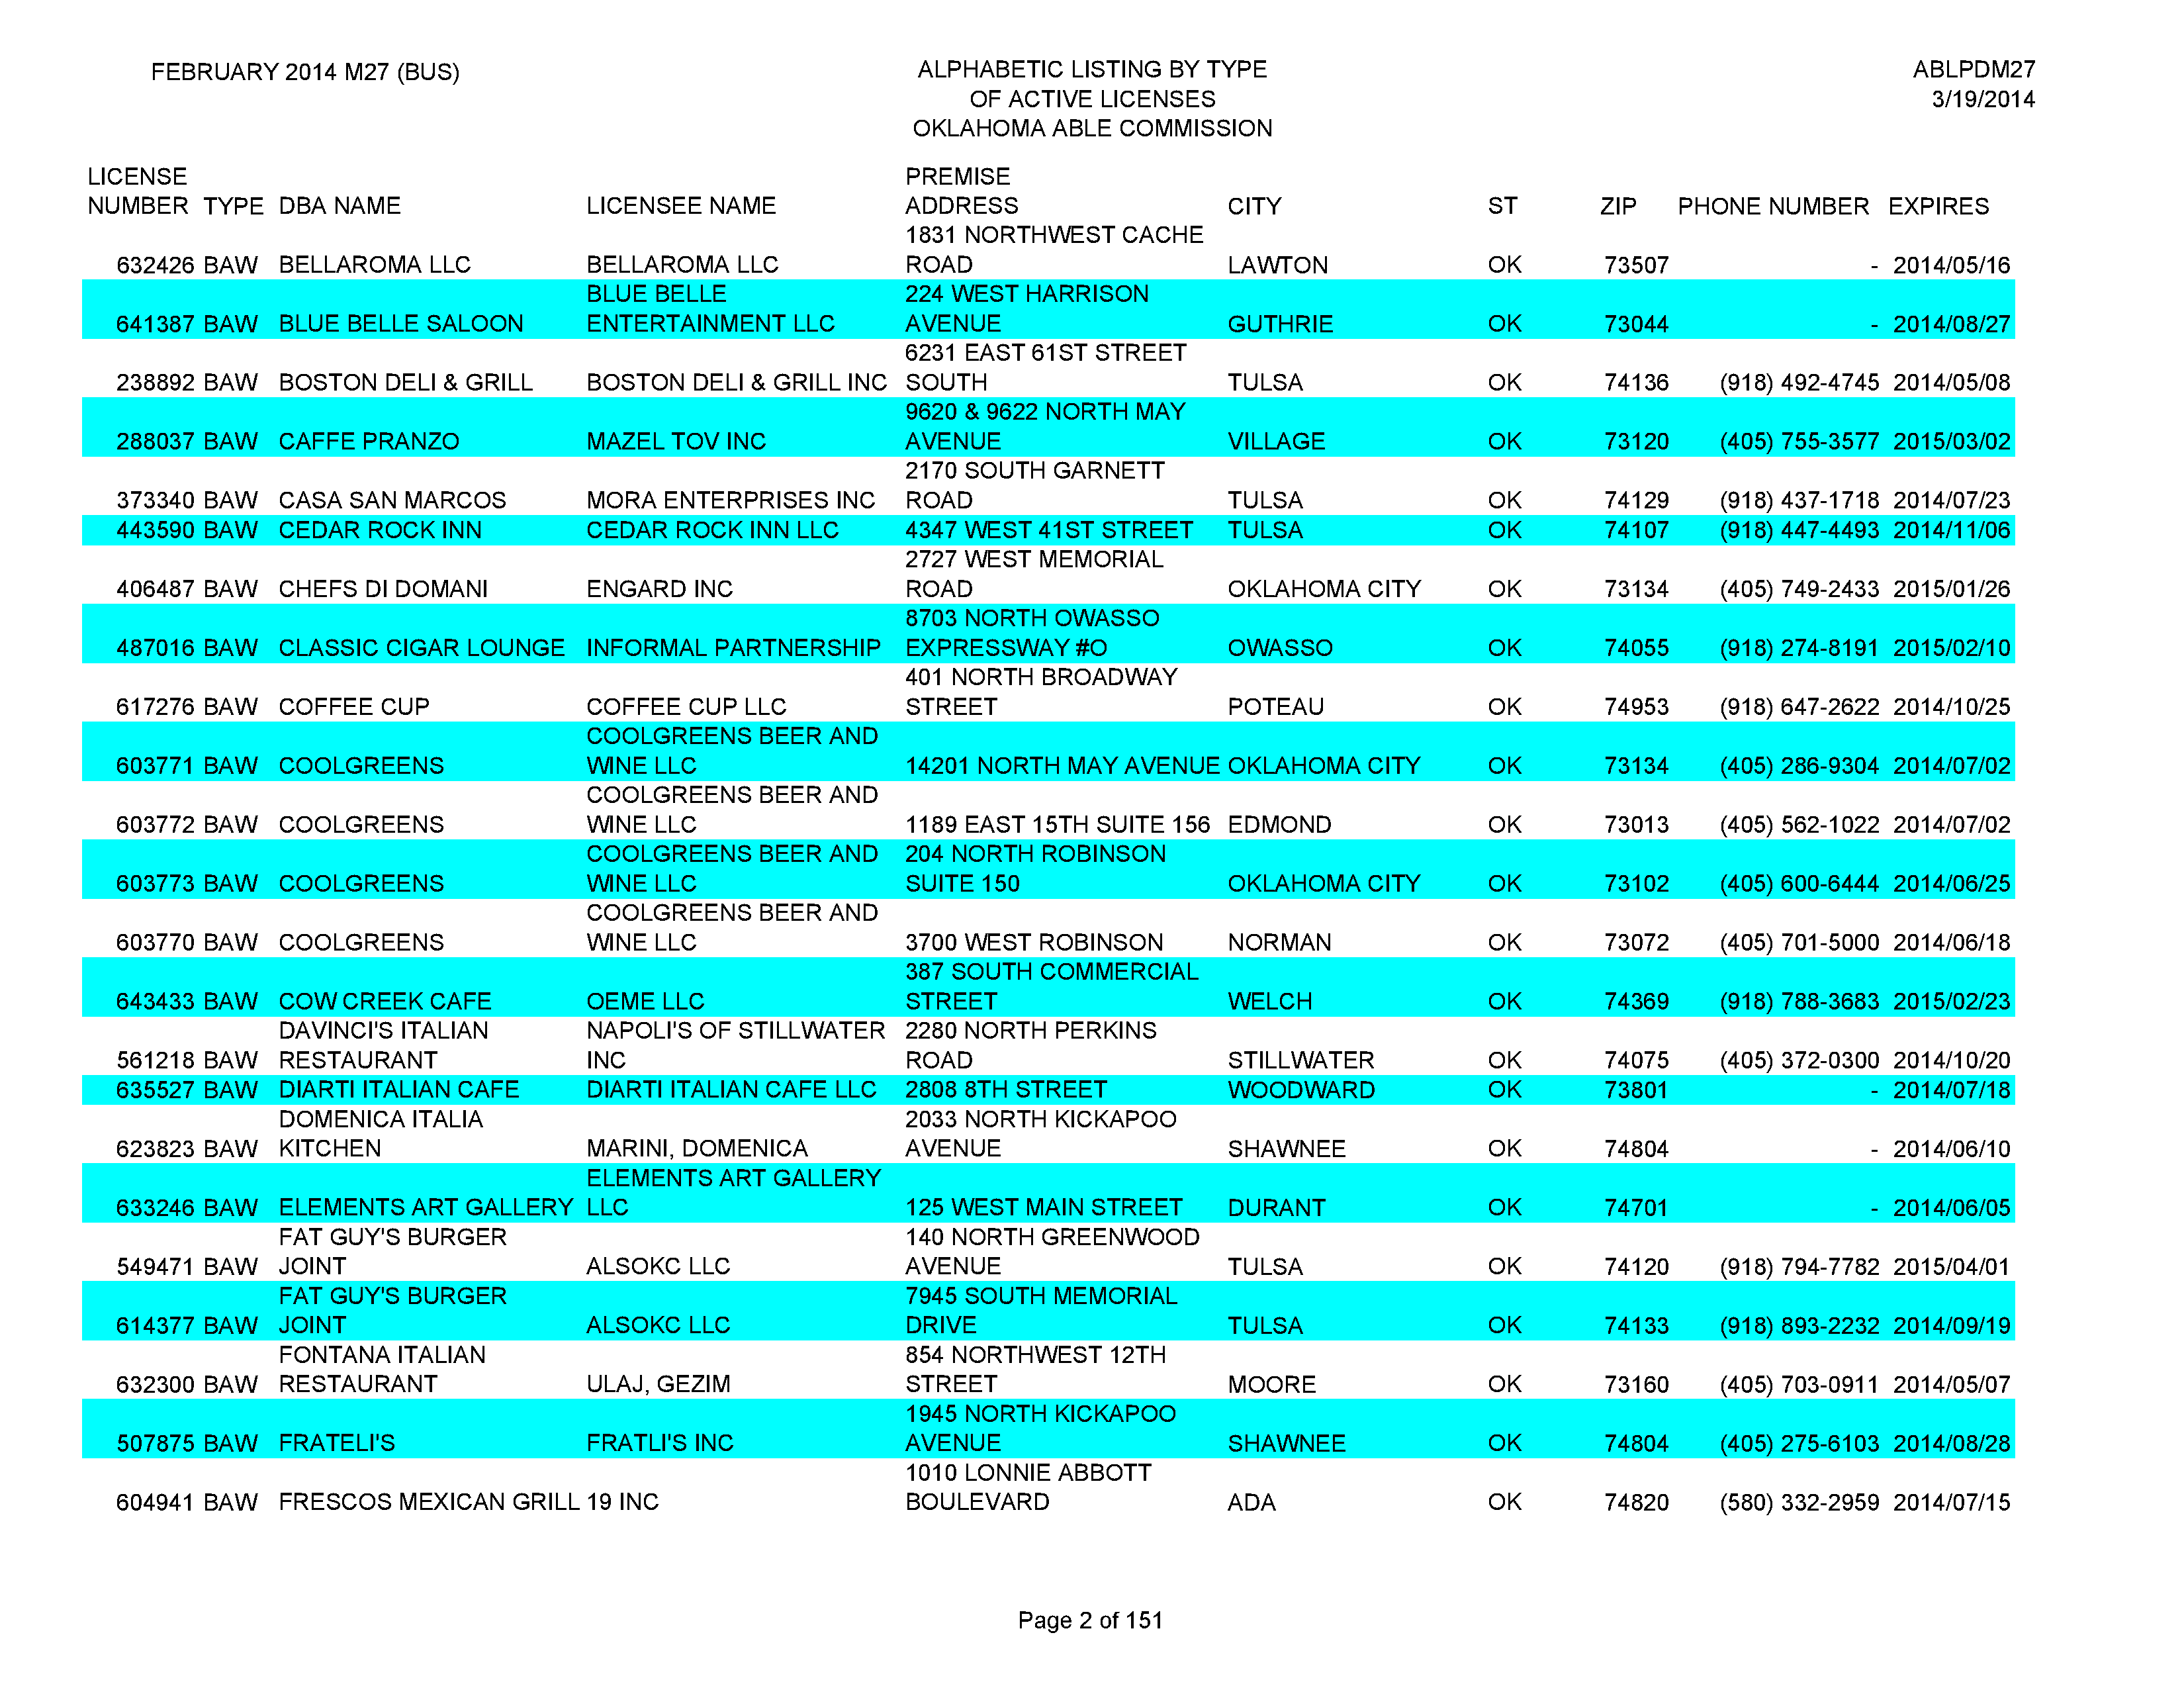 FEBRUARY 2014 M27 (BUS) ALPHABETIC LISTING BY TYPE ABLPDM27
OF ACTIVE LICENSES 3/19/2014
OKLAHOMA ABLE COMMISSION
LICENSE PREMISE
NUMBER TYPE DBA NAME LICENSEE NAME ADDRESS CITY ST ZIP PHONE NUMBER EXPIRES
1831 NORTHWEST CACHE
632426 BAW BELLAROMA LLC BELLAROMA LLC ROAD LAWTON OK 73507 - 2014/05/16
BLUE BELLE 224 WEST HARRISON
641387 BAW BLUE BELLE SALOON ENTERTAINMENT LLC AVENUE GUTHRIE OK 73044 - 2014/08/27
6231 EAST 61ST STREET
238892 BAW BOSTON DELI & GRILL BOSTON DELI & GRILL INC SOUTH TULSA OK 74136 (918) 492-4745 2014/05/08
9620 & 9622 NORTH MAY
288037 BAW CAFFE PRANZO MAZEL TOV INC AVENUE VILLAGE OK 73120 (405) 755-3577 2015/03/02
2170 SOUTH GARNETT
373340 BAW CASA SAN MARCOS MORA ENTERPRISES INC ROAD TULSA OK 74129 (918) 437-1718 2014/07/23
443590 BAW CEDAR ROCK INN CEDAR ROCK INN LLC 4347 WEST 41ST STREET TULSA OK 74107 (918) 447-4493 2014/11/06
2727 WEST MEMORIAL
406487 BAW CHEFS DI DOMANI ENGARD INC ROAD OKLAHOMA CITY OK 73134 (405) 749-2433 2015/01/26
8703 NORTH OWASSO
487016 BAW CLASSIC CIGAR LOUNGE INFORMAL PARTNERSHIP EXPRESSWAY #O OWASSO OK 74055 (918) 274-8191 2015/02/10
401 NORTH BROADWAY
617276 BAW COFFEE CUP COFFEE CUP LLC STREET POTEAU OK 74953 (918) 647-2622 2014/10/25
COOLGREENS BEER AND
603771 BAW COOLGREENS WINE LLC 14201 NORTH MAY AVENUE OKLAHOMA CITY OK 73134 (405) 286-9304 2014/07/02
COOLGREENS BEER AND
603772 BAW COOLGREENS WINE LLC 1189 EAST 15TH SUITE 156 EDMOND OK 73013 (405) 562-1022 2014/07/02
COOLGREENS BEER AND 204 NORTH ROBINSON
603773 BAW COOLGREENS WINE LLC SUITE 150 OKLAHOMA CITY OK 73102 (405) 600-6444 2014/06/25
COOLGREENS BEER AND
603770 BAW COOLGREENS WINE LLC 3700 WEST ROBINSON NORMAN OK 73072 (405) 701-5000 2014/06/18
387 SOUTH COMMERCIAL
643433 BAW COW CREEK CAFE OEME LLC STREET WELCH OK 74369 (918) 788-3683 2015/02/23
DAVINCI'S ITALIAN NAPOLI'S OF STILLWATER 2280 NORTH PERKINS
561218 BAW RESTAURANT INC ROAD STILLWATER OK 74075 (405) 372-0300 2014/10/20
635527 BAW DIARTI ITALIAN CAFE DIARTI ITALIAN CAFE LLC 2808 8TH STREET WOODWARD OK 73801 - 2014/07/18
DOMENICA ITALIA 2033 NORTH KICKAPOO
623823 BAW KITCHEN MARINI, DOMENICA AVENUE SHAWNEE OK 74804 - 2014/06/10
ELEMENTS ART GALLERY
633246 BAW ELEMENTS ART GALLERY LLC 125 WEST MAIN STREET DURANT OK 74701 - 2014/06/05
FAT GUY'S BURGER 140 NORTH GREENWOOD
549471 BAW JOINT ALSOKC LLC AVENUE TULSA OK 74120 (918) 794-7782 2015/04/01
FAT GUY'S BURGER 7945 SOUTH MEMORIAL
614377 BAW JOINT ALSOKC LLC DRIVE TULSA OK 74133 (918) 893-2232 2014/09/19
FONTANA ITALIAN 854 NORTHWEST 12TH
632300 BAW RESTAURANT ULAJ, GEZIM STREET MOORE OK 73160 (405) 703-0911 2014/05/07
1945 NORTH KICKAPOO
507875 BAW FRATELI'S FRATLI'S INC AVENUE SHAWNEE OK 74804 (405) 275-6103 2014/08/28
1010 LONNIE ABBOTT
604941 BAW FRESCOS MEXICAN GRILL 19 INC BOULEVARD ADA OK 74820 (580) 332-2959 2014/07/15
Page 2 of 151